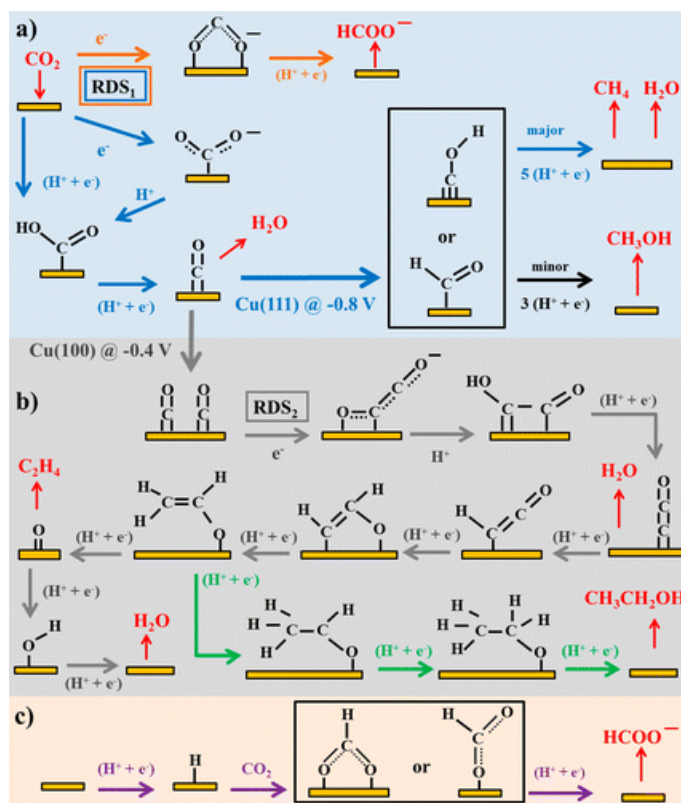 a)
CO₂
e⁻
RDS₁
C
O O
−
(H⁺ + e⁻)
HCOO⁻
e⁻
O O −
C
(H⁺ + e⁻)
H⁺
HO O
C
(H⁺ + e⁻)
O
C
H₂O
Cu(111) @ -0.8 V
H
O
C
or
H O
C
major
5 (H⁺ + e⁻)
CH₄ H₂O
minor
3 (H⁺ + e⁻)
CH₃OH
Cu(100) @ -0.4 V
b)
O O
C C
RDS₂
e⁻
O −
C
O C
H⁺
HO O
C C
(H⁺ + e⁻)
C₂H₄
O
(H⁺ + e⁻)
H
C C
H H
O
(H⁺ + e⁻)
H H
C C
O
(H⁺ + e⁻)
O
C
H C
(H⁺ + e⁻)
H₂O
O
C
C
(H⁺ + e⁻)
H
O
(H⁺ + e⁻)
H₂O
(H⁺ + e⁻)
H H
H C C
H O
(H⁺ + e⁻)
H H H
H C C
H O
(H⁺ + e⁻)
CH₃CH₂OH
c)
(H⁺ + e⁻)
H
CO₂
H
C
O O
or
H O
C
O
(H⁺ + e⁻)
HCOO⁻